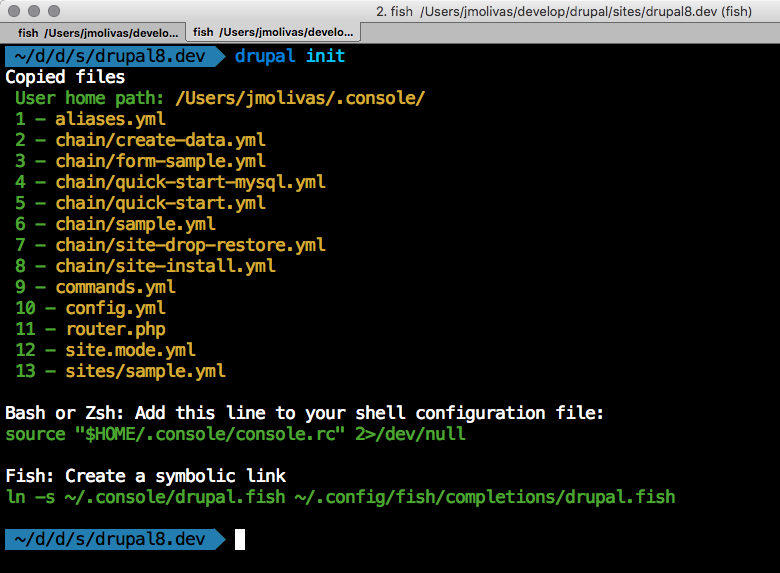 2. fish  /Users/jmolivas/develop/drupal/sites/drupal8.dev (fish)
fish  /Users/jmolivas/develo...
fish  /Users/jmolivas/develo...
~/d/d/s/drupal8.dev drupal init
Copied files
User home path: /Users/jmolivas/.console/
1 – aliases.yml
2 – chain/create-data.yml
3 – chain/form-sample.yml
4 – chain/quick-start-mysql.yml
5 – chain/quick-start.yml
6 – chain/sample.yml
7 – chain/site-drop-restore.yml
8 – chain/site-install.yml
9 – commands.yml
10 – config.yml
11 – router.php
12 – site.mode.yml
13 – sites/sample.yml
Bash or Zsh: Add this line to your shell configuration file:
source "$HOME/.console/console.rc" 2>/dev/null
Fish: Create a symbolic link
ln -s ~/.console/drupal.fish ~/.config/fish/completions/drupal.fish
~/d/d/s/drupal8.dev